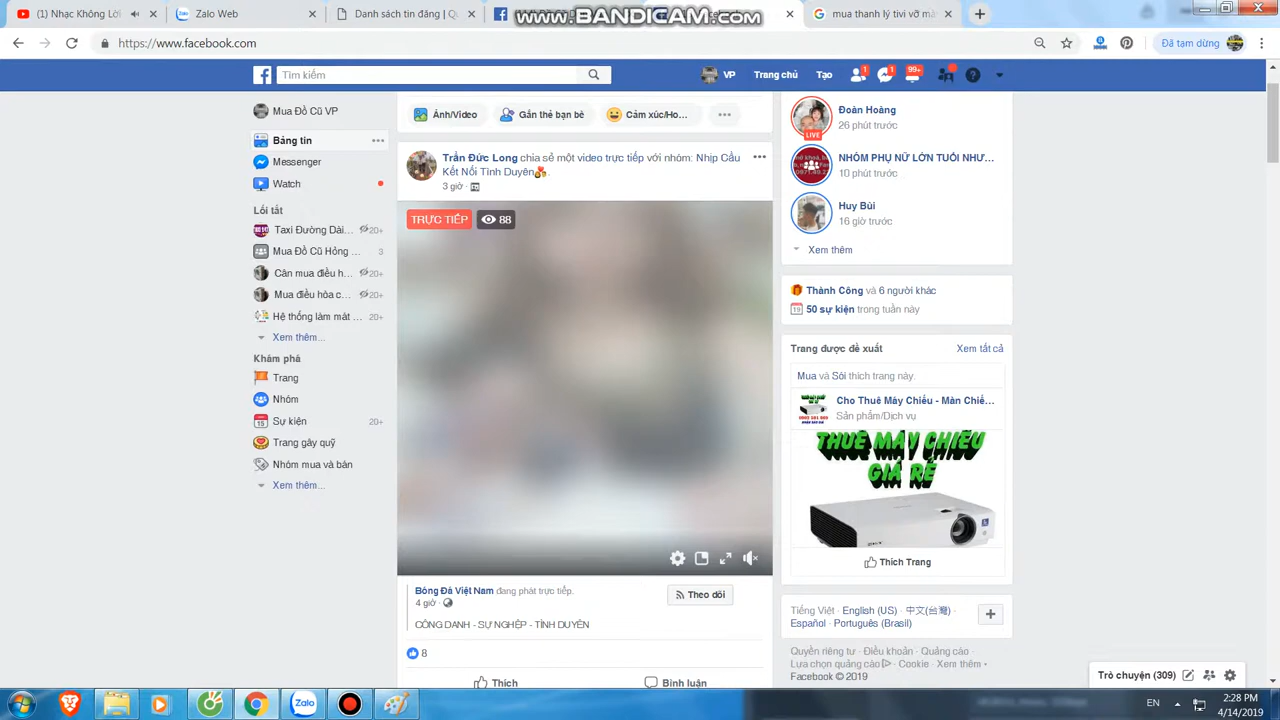 Nhạc Không Lời
Zalo Web
Danh sách tin đăng | Q
www.BANDICAM.com
mua thanh lý tivi vỡ mà
https://www.facebook.com
Đã tạm dừng
Tìm kiếm
VP
Trang chủ
Tạo
1
1
99+
Mua Đồ Cũ VP
Bảng tin
Messenger
Watch
Lối tắt
Taxi Đường Dài...
20+
Mua Đồ Cũ Hỏng ...
3
Cần mua điều h...
20+
Mua điều hòa c...
20+
Hệ thống làm mát ...
20+
Xem thêm...
Khám phá
Trang
Nhóm
Sự kiện
20+
Trang gây quỹ
Nhóm mua và bán
Xem thêm...
Ảnh/Video
Gắn thẻ bạn bè
Cảm xúc/Ho...
Trần Đức Long chia sẻ một video trực tiếp với nhóm: Nhịp Cầu
Kết Nối Tình Duyên.
3 giờ
TRỰC TIẾP
88
Bóng Đá Việt Nam đang phát trực tiếp.
4 giờ
Theo dõi
CÔNG DANH - SỰ NGHIỆP - TÌNH DUYÊN
8
Thích
Bình luận
Đoàn Hoàng
26 phút trước
LIVE
NHÓM PHỤ NỮ LỚN TUỔI NHƯ...
10 phút trước
Huy Bùi
16 giờ trước
Xem thêm
Thành Công và 6 người khác
50 sự kiện trong tuần này
Trang được đề xuất
Xem tất cả
Mua và Sói thích trang này.
Cho Thuê Máy Chiếu - Màn Chiế...
Sản phẩm/Dịch vụ
THUÊ MÁY CHIẾU
GIÁ RẺ
Thích Trang
Tiếng Việt · English (US) · 中文(台灣) ·
Español · Português (Brasil)
Quyền riêng tư · Điều khoản · Quảng cáo ·
Lựa chọn quảng cáo · Cookie · Xem thêm
Facebook © 2019
Trò chuyện (309)
Zalo
EN
2:28 PM
4/14/2019